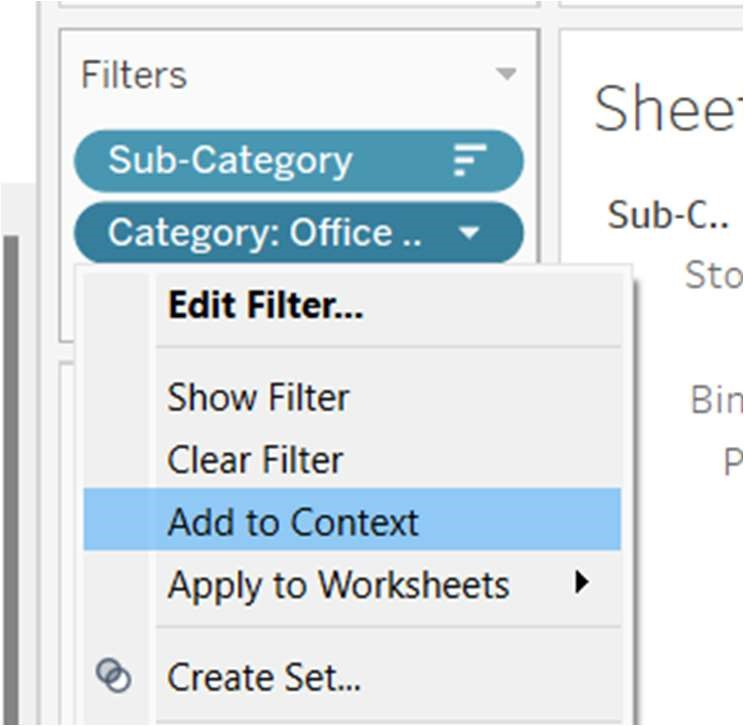 Filters
Sheet
Sub-Category
Category: Office ..
Sub-C..
Sto
Edit Filter...
Show Filter
Bin
Clear Filter
P
Add to Context
Apply to Worksheets
Create Set...